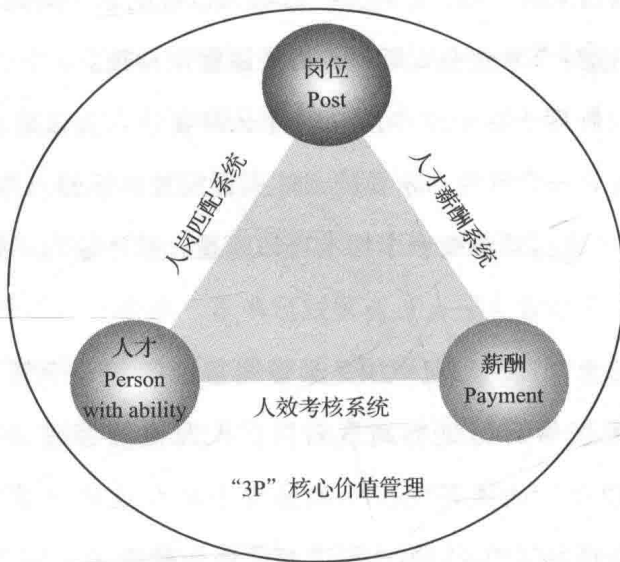 岗位
Post
人岗匹配系统
人才薪酬系统
人才
Person
with ability
薪酬
Payment
人效考核系统
“3P”核心价值管理